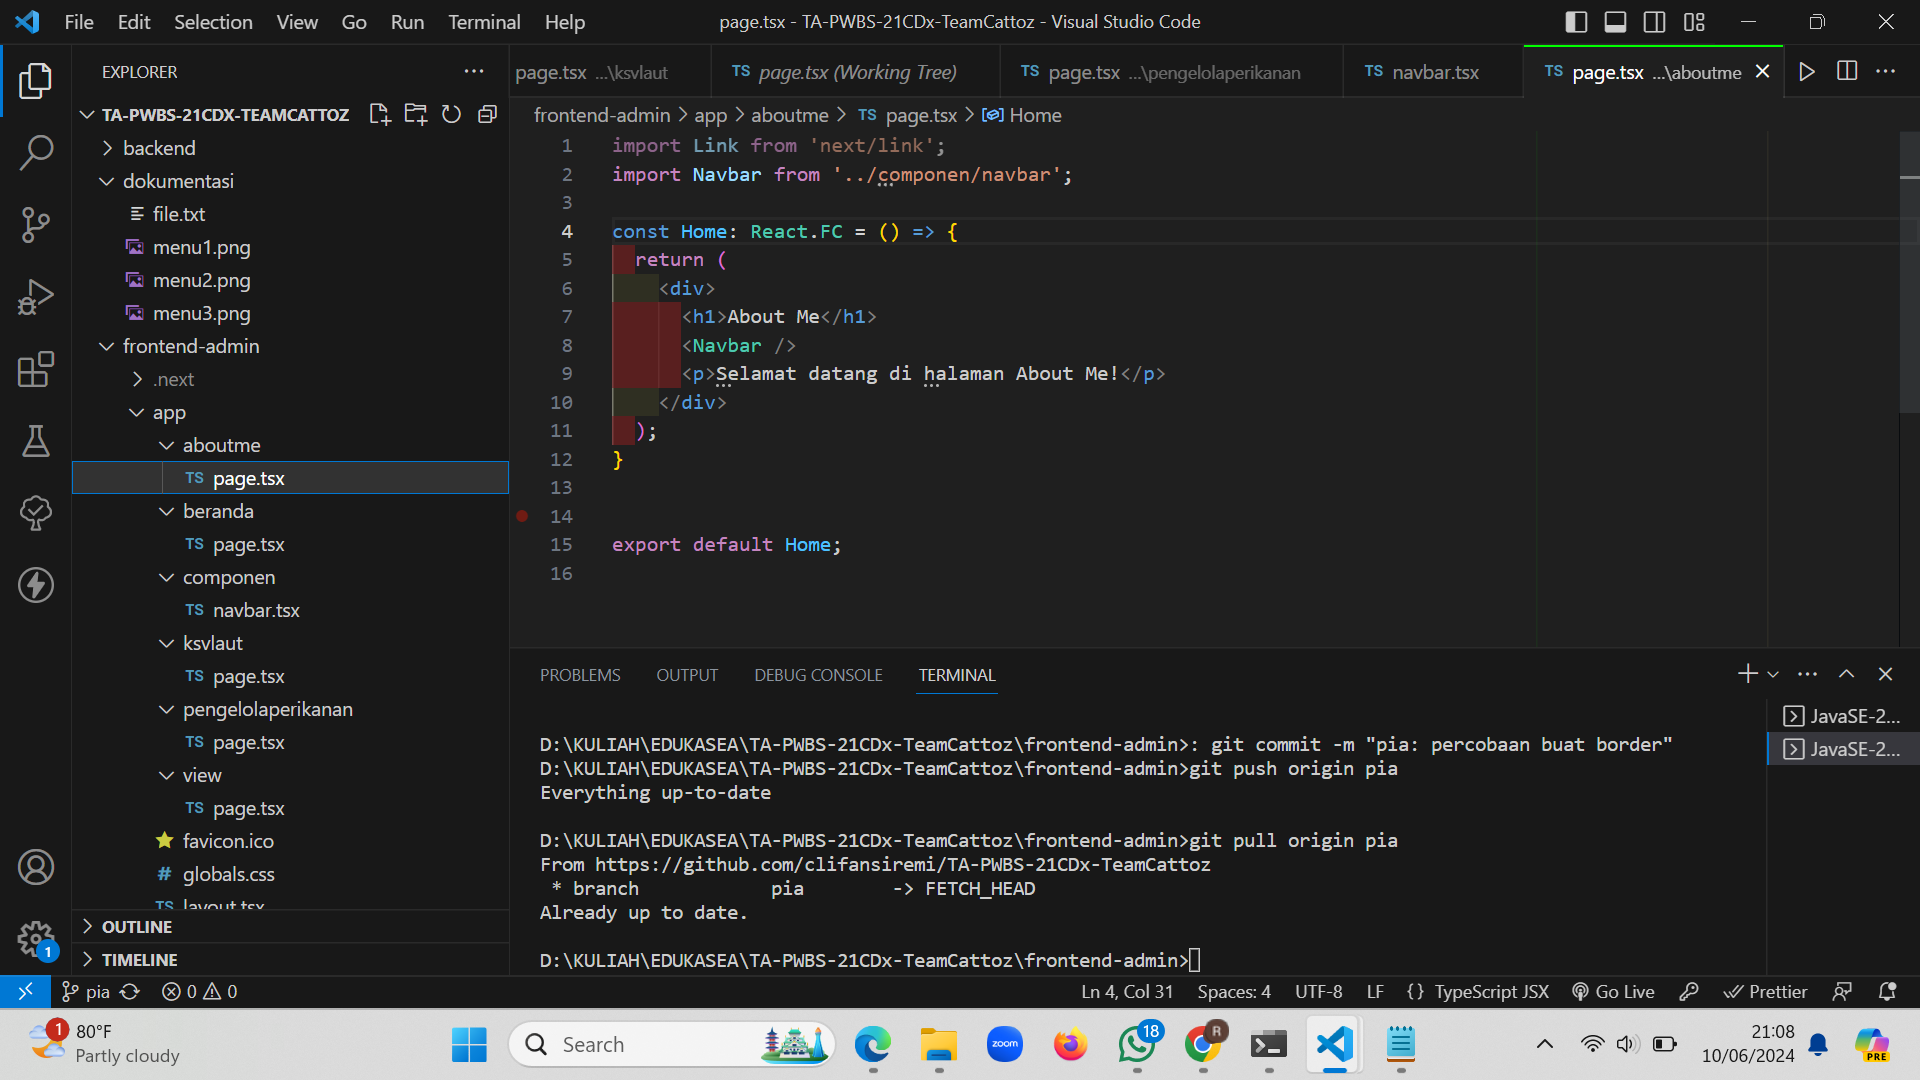 File Edit Selection View Go Run Terminal Help
page.tsx - TA-PWBS-21CDx-TeamCattoz - Visual Studio Code
EXPLORER
TA-PWBS-21CDX-TEAMCATTOZ
backend
dokumentasi
file.txt
menu1.png
menu2.png
menu3.png
frontend-admin
.next
app
aboutme
TS page.tsx
beranda
TS page.tsx
componen
TS navbar.tsx
ksvlaut
TS page.tsx
pengelolaperikanan
TS page.tsx
view
TS page.tsx
favicon.ico
# globals.css
TS layout.tsx
OUTLINE
TIMELINE
page.tsx ...\ksvlaut
TS page.tsx (Working Tree)
TS page.tsx ...\pengelolaperikanan
TS navbar.tsx
TS page.tsx ...\aboutme
frontend-admin > app > aboutme > TS page.tsx > Home
1 import Link from 'next/link';
2 import Navbar from '../componen/navbar';
3
4 const Home: React.FC = () => {
5 return (
6 <div>
7 <h1>About Me</h1>
8 <Navbar />
9 <p>Selamat datang di halaman About Me!</p>
10 </div>
11 );
12 }
13
14
15 export default Home;
16
PROBLEMS OUTPUT DEBUG CONSOLE TERMINAL
D:\KULIAH\EDUKASEA\TA-PWBS-21CDx-TeamCattoz\frontend-admin>: git commit -m "pia: percobaan buat border"
D:\KULIAH\EDUKASEA\TA-PWBS-21CDx-TeamCattoz\frontend-admin>git push origin pia
Everything up-to-date
D:\KULIAH\EDUKASEA\TA-PWBS-21CDx-TeamCattoz\frontend-admin>git pull origin pia
From https://github.com/clifansiremi/TA-PWBS-21CDx-TeamCattoz
* branch pia -> FETCH_HEAD
Already up to date.
D:\KULIAH\EDUKASEA\TA-PWBS-21CDx-TeamCattoz\frontend-admin>
JavaSE-2...
JavaSE-2...
1
pia 0 0
Ln 4, Col 31 Spaces: 4 UTF-8 LF {} TypeScript JSX Go Live Prettier
1
80°F
Partly cloudy
Search
zoom
18
R
PRE
21:08
10/06/2024